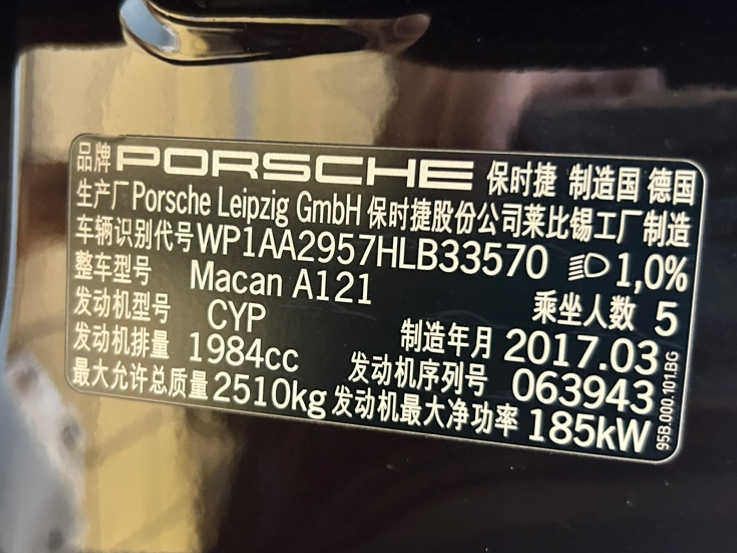 品牌 PORSCHE 保时捷 制造国 德国
生产厂 Porsche Leipzig GmbH 保时捷股份公司莱比锡工厂制造
车辆识别代号 WP1AA2957HLB33570 1,0%
整车型号 Macan A121 乘坐人数 5
发动机型号 CYP 制造年月 2017.03
发动机排量 1984cc 发动机序列号 063943
最大允许总质量 2510kg 发动机最大净功率 185kW
95B.000.101.BG